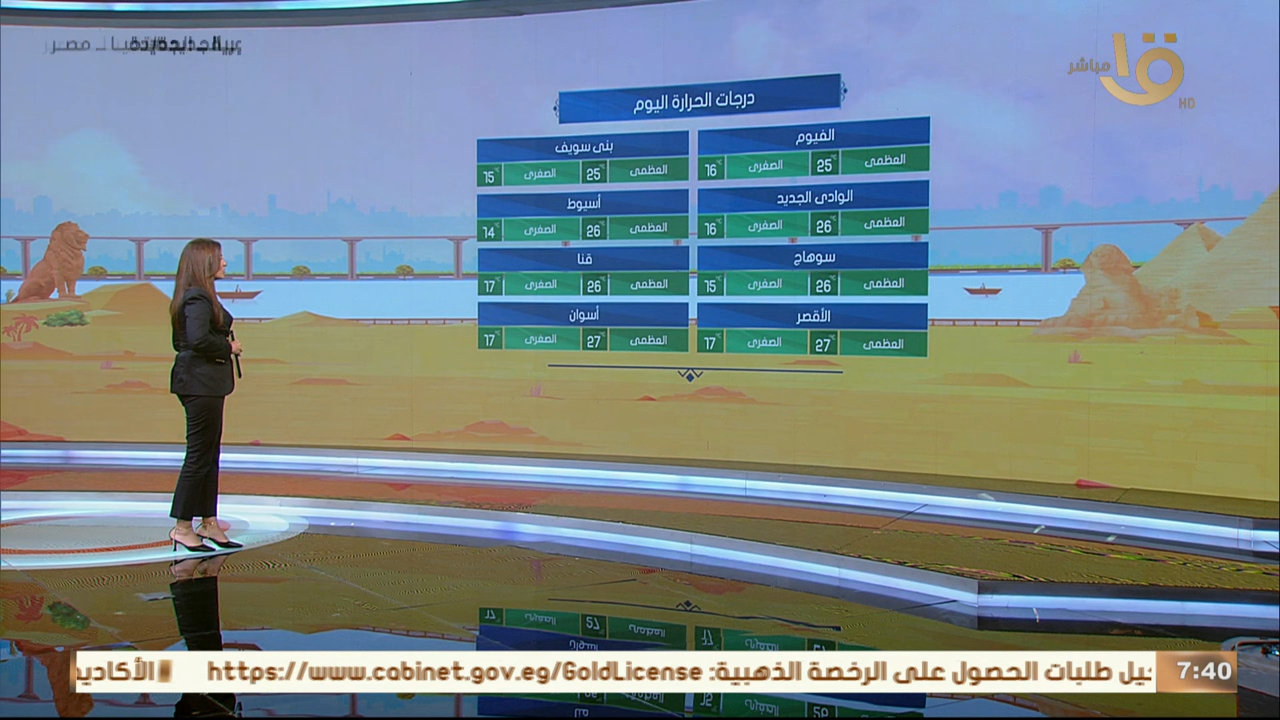 قا
مباشر
HD
درجات الحرارة اليوم
الفيوم
العظمى 25 الصغرى 16
بنى سويف
العظمى 25 الصغرى 15
الوادى الجديد
العظمى 26 الصغرى 16
أسيوط
العظمى 26 الصغرى 14
سوهاج
العظمى 26 الصغرى 15
قنا
العظمى 26 الصغرى 17
الأقصر
العظمى 27 الصغرى 17
أسوان
العظمى 27 الصغرى 17
7:40 طلبات الحصول على الرخصة الذهبية: https://www.cabinet.gov.eg/GoldLicense